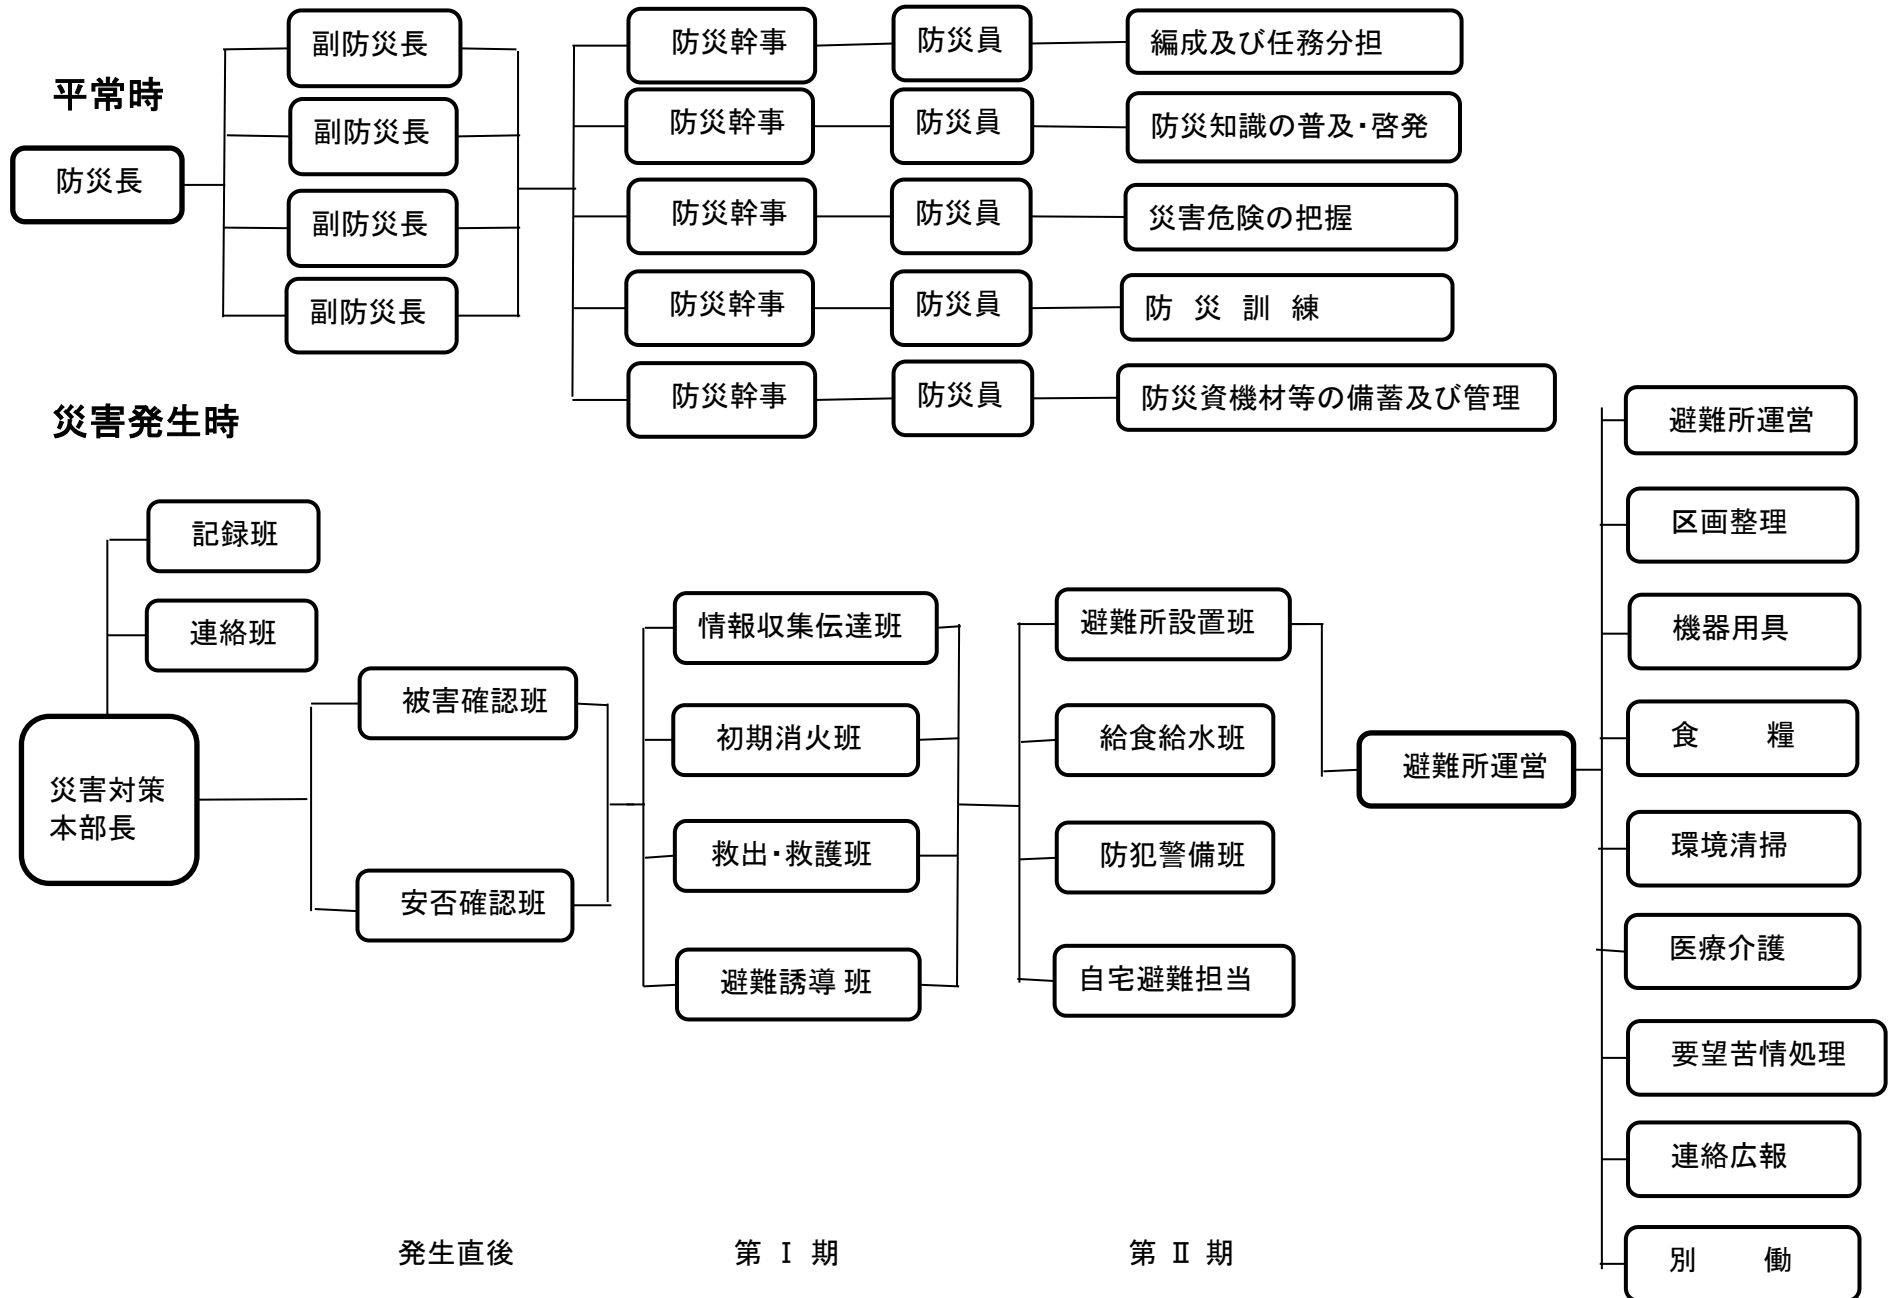 平常時
防災長
副防災長
副防災長
副防災長
副防災長
防災幹事
防災員
編成及び任務分担
防災幹事
防災員
防災知識の普及・啓発
防災幹事
防災員
災害危険の把握
防災幹事
防災員
防 災 訓 練
防災幹事
防災員
防災資機材等の備蓄及び管理
災害発生時
記録班
連絡班
災害対策
本部長
被害確認班
安否確認班
情報収集伝達班
初期消火班
救出・救護班
避難誘導 班
避難所設置班
給食給水班
防犯警備班
自宅避難担当
避難所運営
避難所運営
区画整理
機器用具
食 糧
環境清掃
医療介護
要望苦情処理
連絡広報
別 働
発生直後
第 Ⅰ 期
第 Ⅱ 期